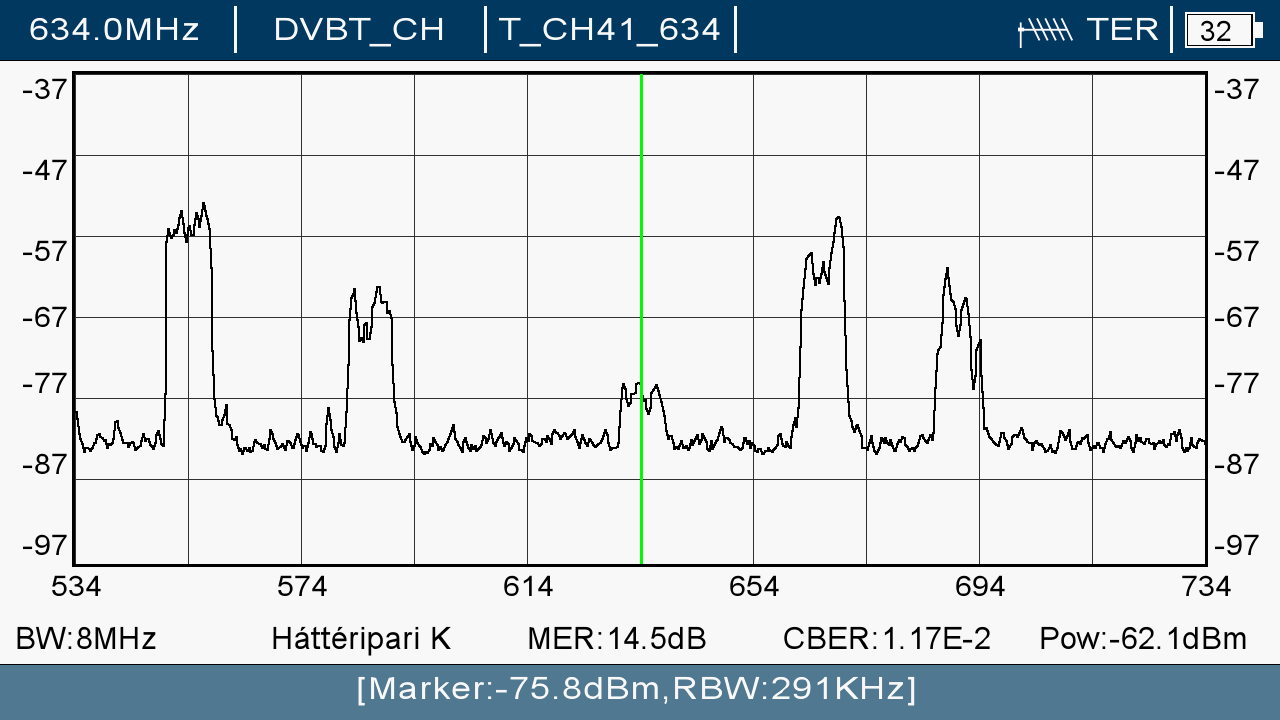 634.0MHz DVBT_CH T_CH41_634 TER 32
-37 -37
-47 -47
-57 -57
-67 -67
-77 -77
-87 -87
-97 -97
534 574 614 654 694 734
BW:8MHz Háttéripari K MER:14.5dB CBER:1.17E-2 Pow:-62.1dBm
[Marker:-75.8dBm,RBW:291KHz]